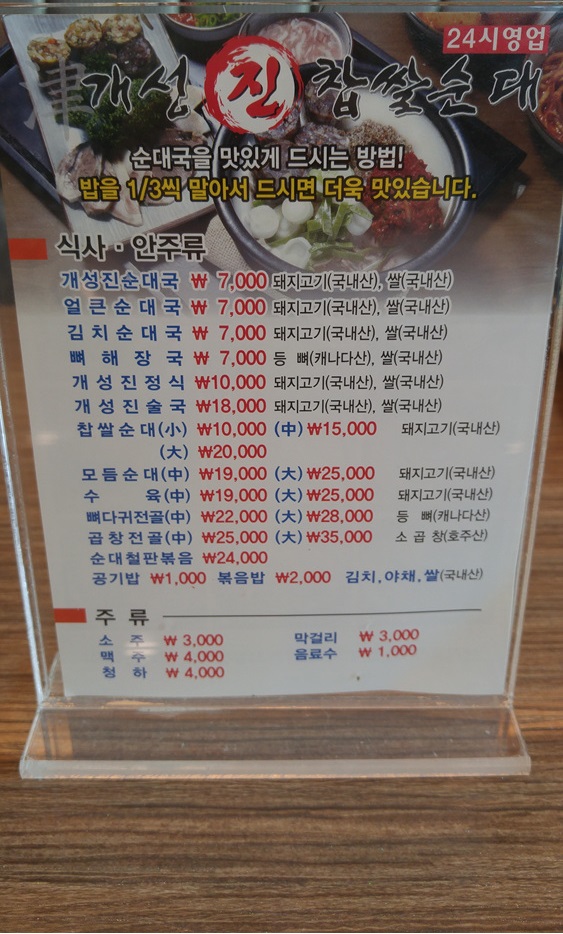 24시영업
津 개성 진 찹쌀순대
순대국을 맛있게 드시는 방법!
밥을 1/3씩 말아서 드시면 더욱 맛있습니다.
식사·안주류
개성진순대국 ₩ 7,000 돼지고기(국내산), 쌀(국내산)
얼큰순대국 ₩ 7,000 돼지고기(국내산), 쌀(국내산)
김치순대국 ₩ 7,000 돼지고기(국내산), 쌀(국내산)
뼈해장국 ₩ 7,000 등 뼈(캐나다산), 쌀(국내산)
개성진정식 ₩10,000 돼지고기(국내산), 쌀(국내산)
개성진술국 ₩18,000 돼지고기(국내산), 쌀(국내산)
찹쌀순대(小) ₩10,000 (中)₩15,000 돼지고기(국내산)
(大) ₩20,000
모듬순대(中) ₩19,000 (大)₩25,000 돼지고기(국내산)
수 육(中) ₩19,000 (大)₩25,000 돼지고기(국내산)
뼈다귀전골(中) ₩22,000 (大)₩28,000 등 뼈(캐나다산)
곱창전골(中) ₩25,000 (大)₩35,000 소 곱 창(호주산)
순대철판볶음 ₩24,000
공기밥 ₩1,000 볶음밥 ₩2,000 김치,야채,쌀(국내산)
주 류
소 주 ₩ 3,000 막걸리 ₩ 3,000
맥 주 ₩ 4,000 음료수 ₩ 1,000
청 하 ₩ 4,000